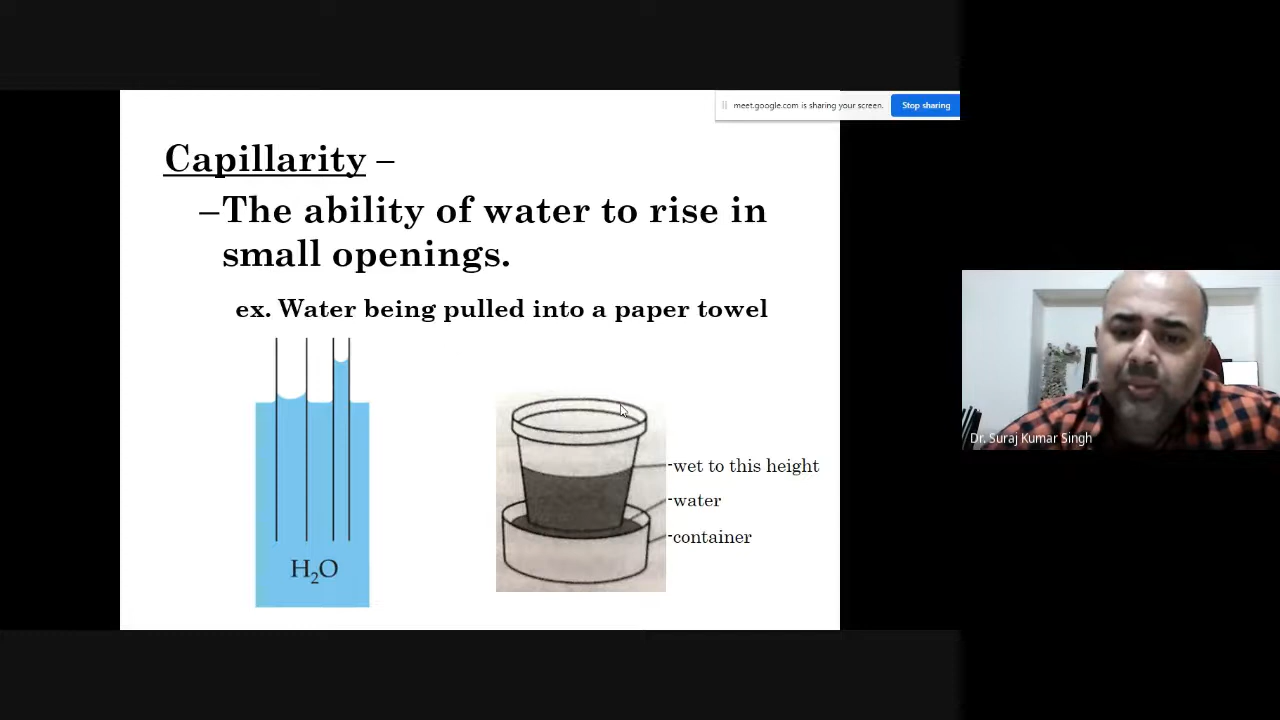 meet.google.com is sharing your screen.
Stop sharing
Capillarity –
–The ability of water to rise in
small openings.
ex. Water being pulled into a paper towel
-wet to this height
-water
-container
H₂O
Dr. Suraj Kumar Singh